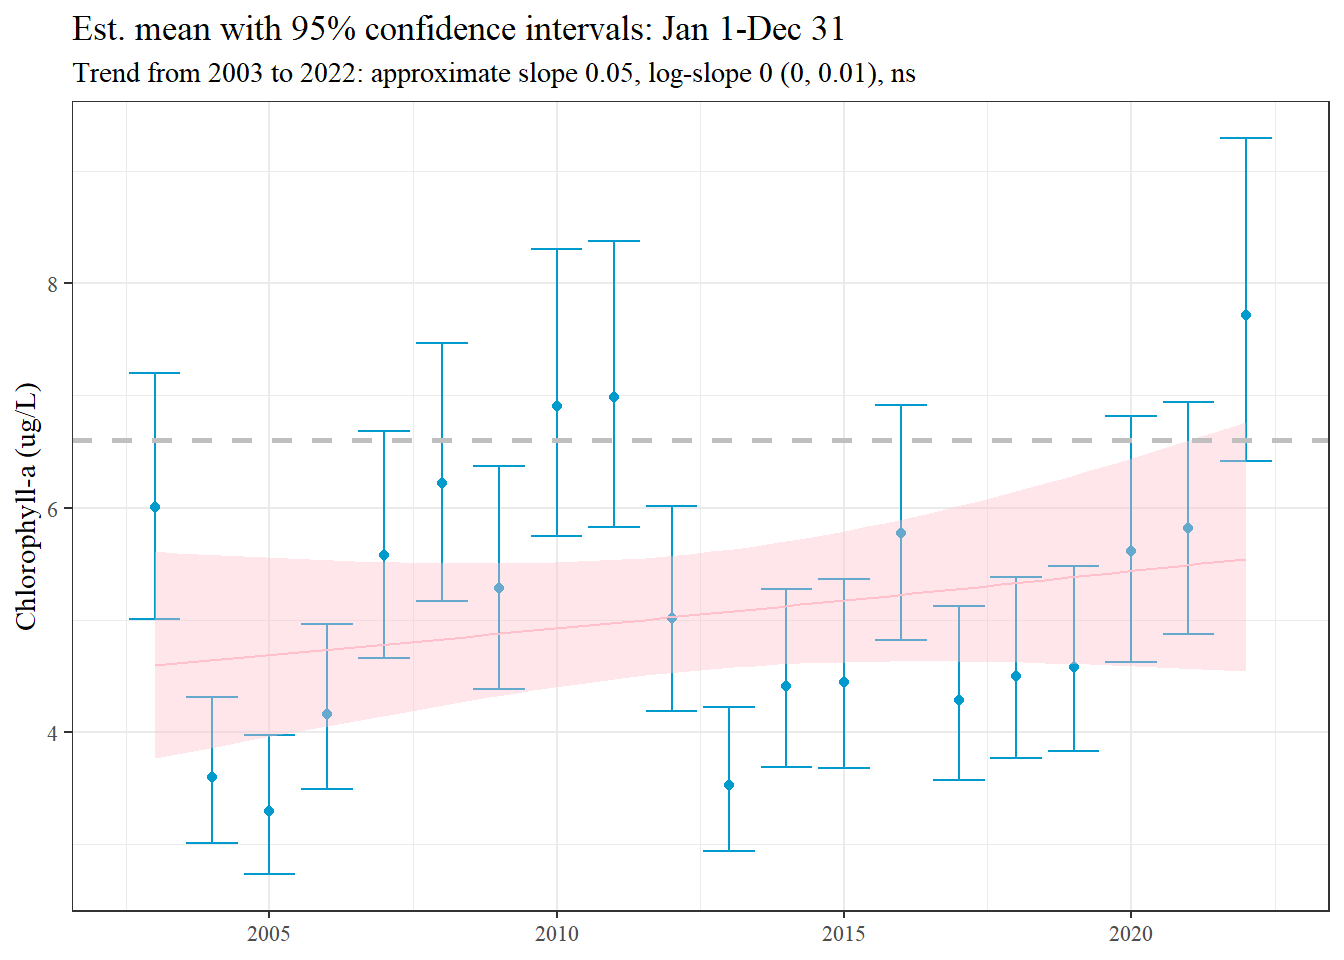 Est. mean with 95% confidence intervals: Jan 1-Dec 31
Trend from 2003 to 2022: approximate slope 0.05, log-slope 0 (0, 0.01), ns
Chlorophyll-a (ug/L)
8
6
4
2005
2010
2015
2020